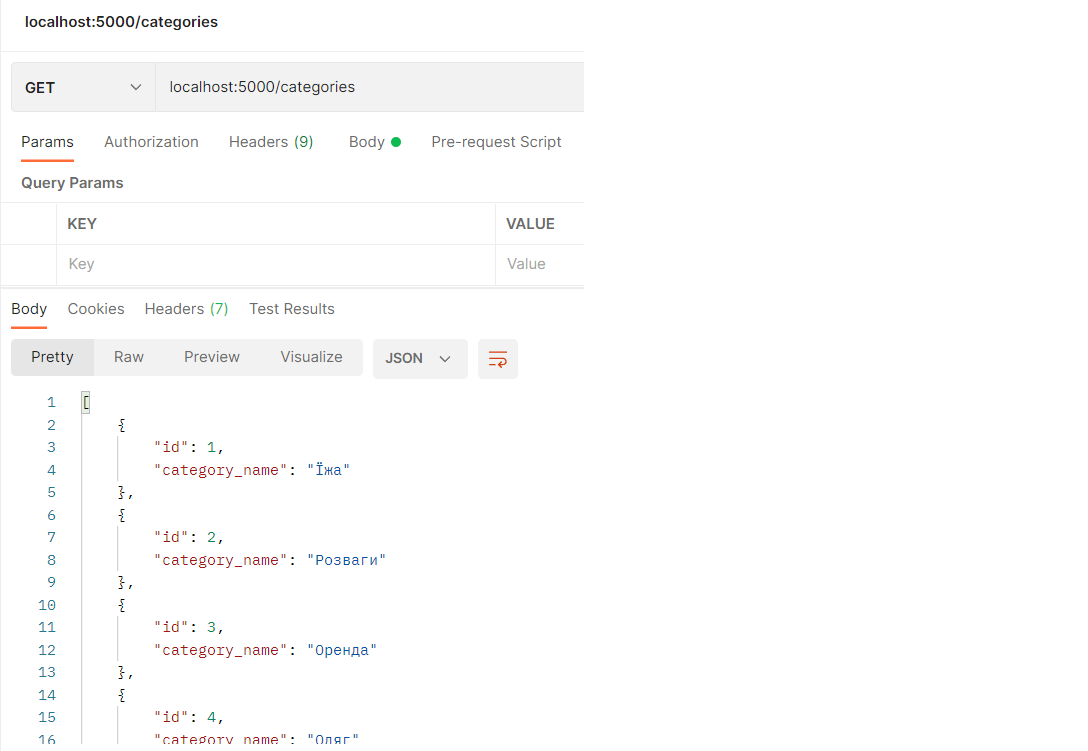 localhost:5000/categories
GET localhost:5000/categories
Params Authorization Headers (9) Body Pre-request Script
Query Params
KEY VALUE
Key Value
Body Cookies Headers (7) Test Results
Pretty Raw Preview Visualize JSON
1 [
2 {
3 "id": 1,
4 "category_name": "Їжа"
5 },
6 {
7 "id": 2,
8 "category_name": "Розваги"
9 },
10 {
11 "id": 3,
12 "category_name": "Оренда"
13 },
14 {
15 "id": 4,
16 "category_name": "Одяг"